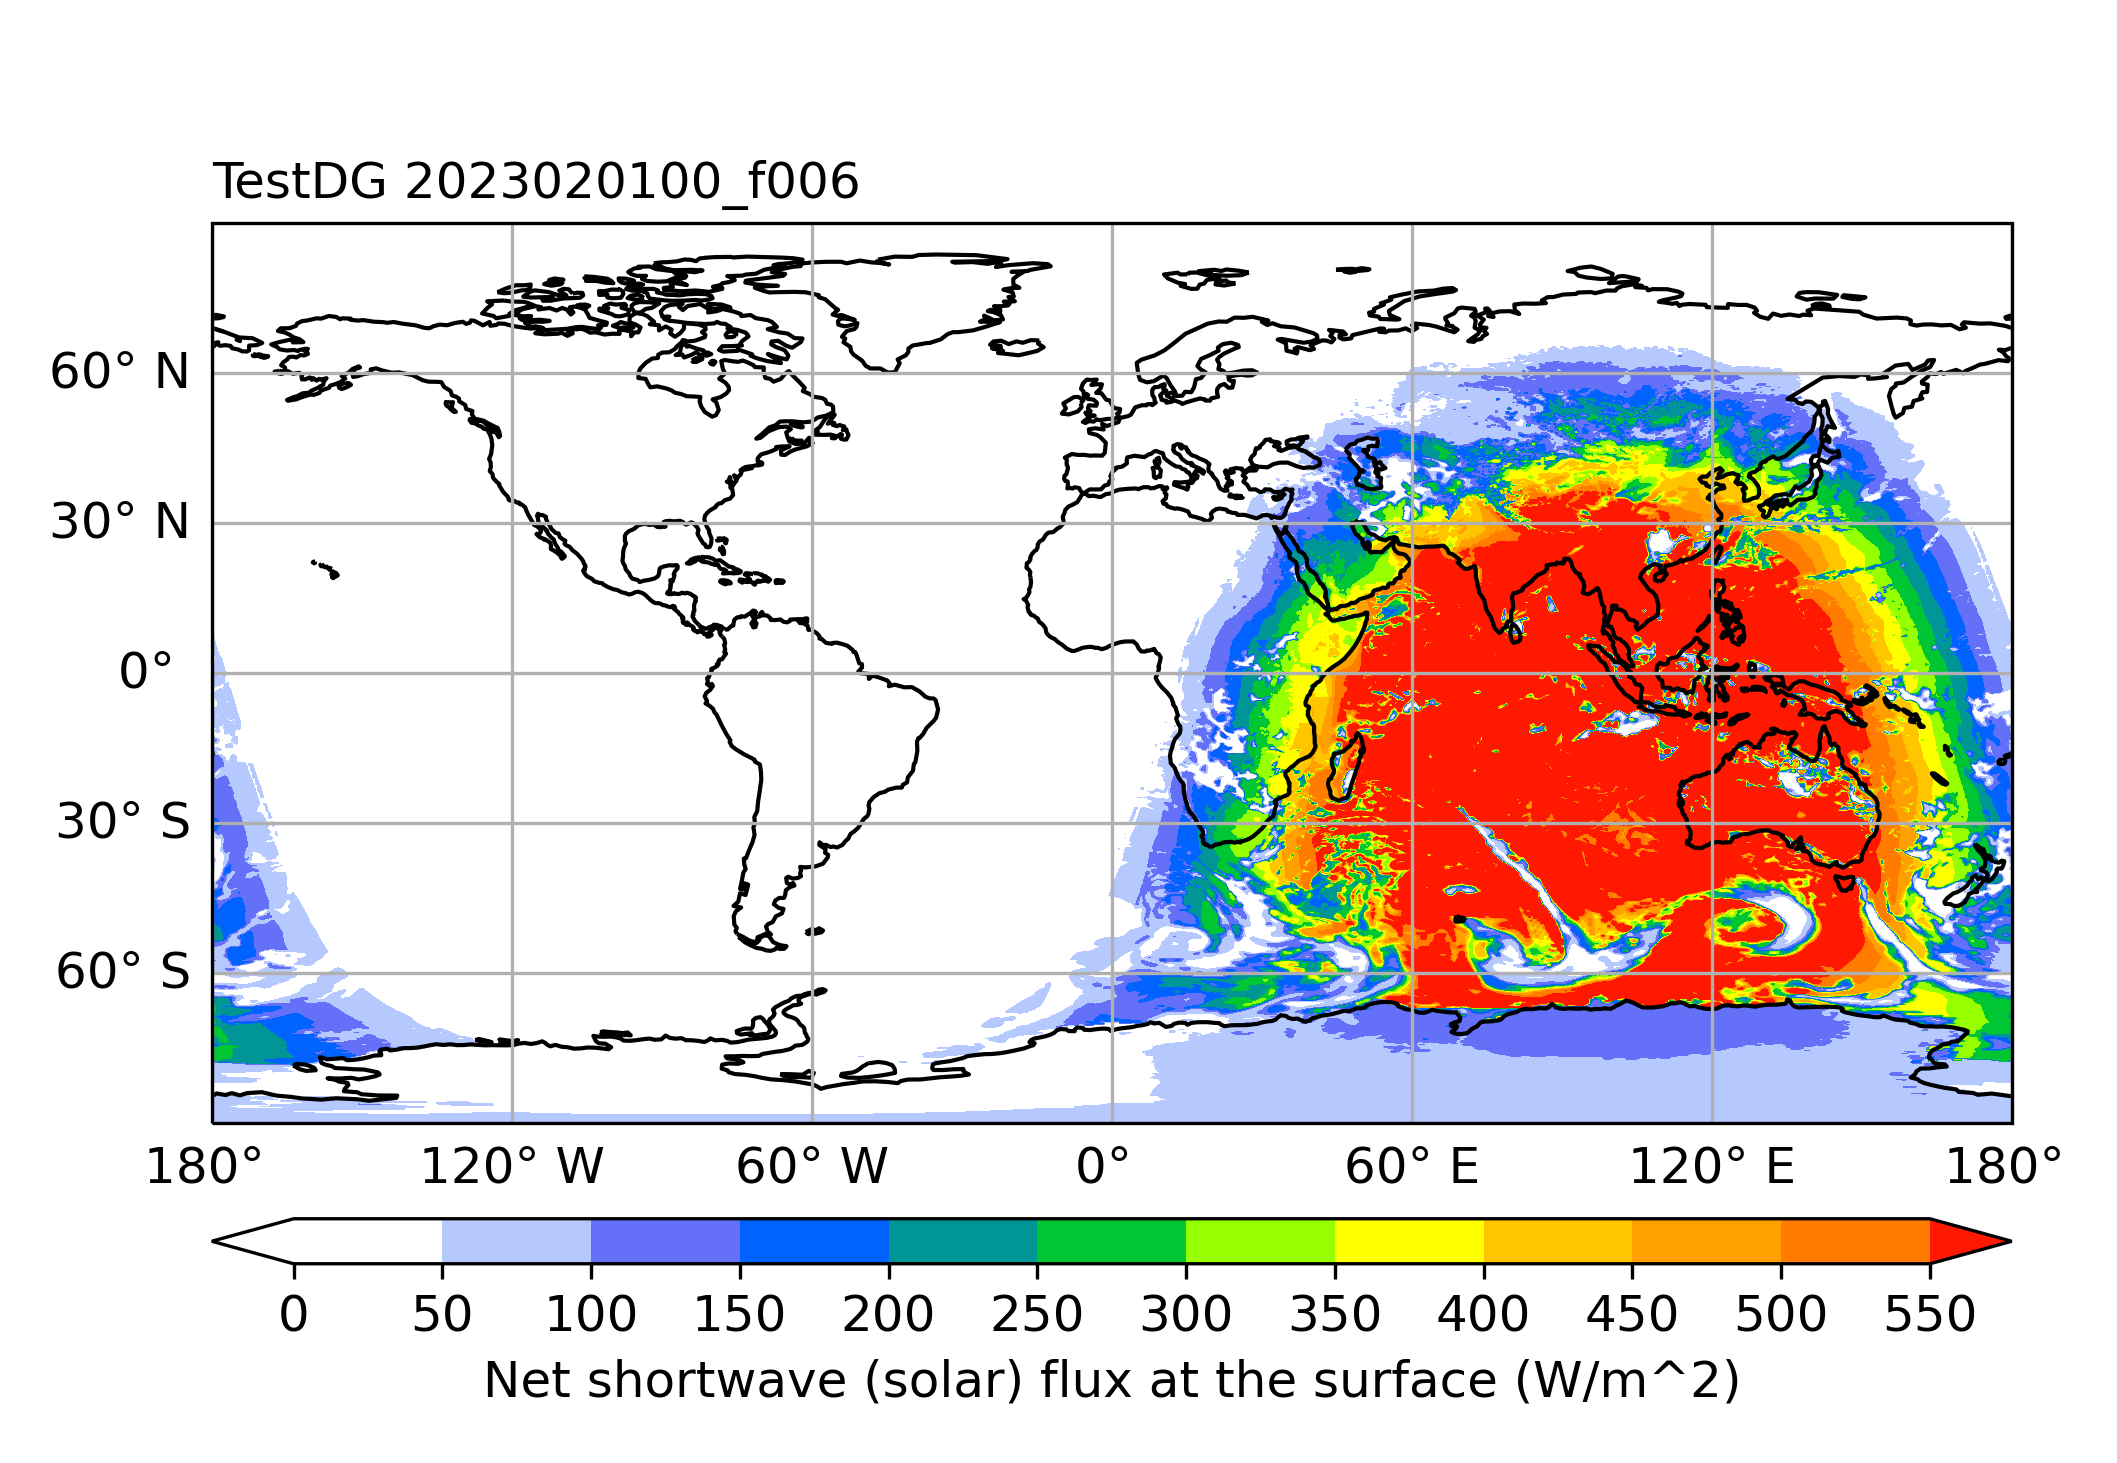 TestDG 2023020100_f006
60° N
30° N
0°
30° S
60° S
180° 120° W 60° W 0° 60° E 120° E 180°
0 50 100 150 200 250 300 350 400 450 500 550
Net shortwave (solar) flux at the surface (W/m^2)